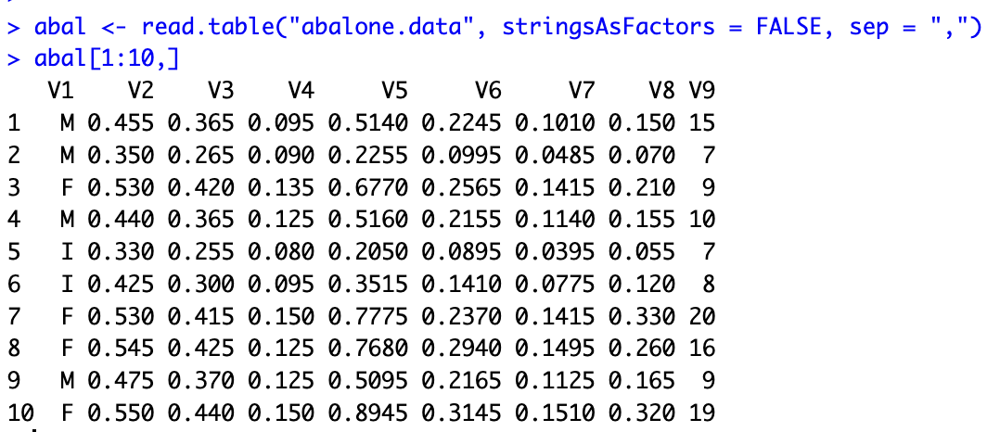 > abal <- read.table("abalone.data", stringsAsFactors = FALSE, sep = ",")
> abal[1:10,]
   V1    V2    V3    V4     V5     V6     V7    V8 V9
1   M 0.455 0.365 0.095 0.5140 0.2245 0.1010 0.150 15
2   M 0.350 0.265 0.090 0.2255 0.0995 0.0485 0.070  7
3   F 0.530 0.420 0.135 0.6770 0.2565 0.1415 0.210  9
4   M 0.440 0.365 0.125 0.5160 0.2155 0.1140 0.155 10
5   I 0.330 0.255 0.080 0.2050 0.0895 0.0395 0.055  7
6   I 0.425 0.300 0.095 0.3515 0.1410 0.0775 0.120  8
7   F 0.530 0.415 0.150 0.7775 0.2370 0.1415 0.330 20
8   F 0.545 0.425 0.125 0.7680 0.2940 0.1495 0.260 16
9   M 0.475 0.370 0.125 0.5095 0.2165 0.1125 0.165  9
10  F 0.550 0.440 0.150 0.8945 0.3145 0.1510 0.320 19